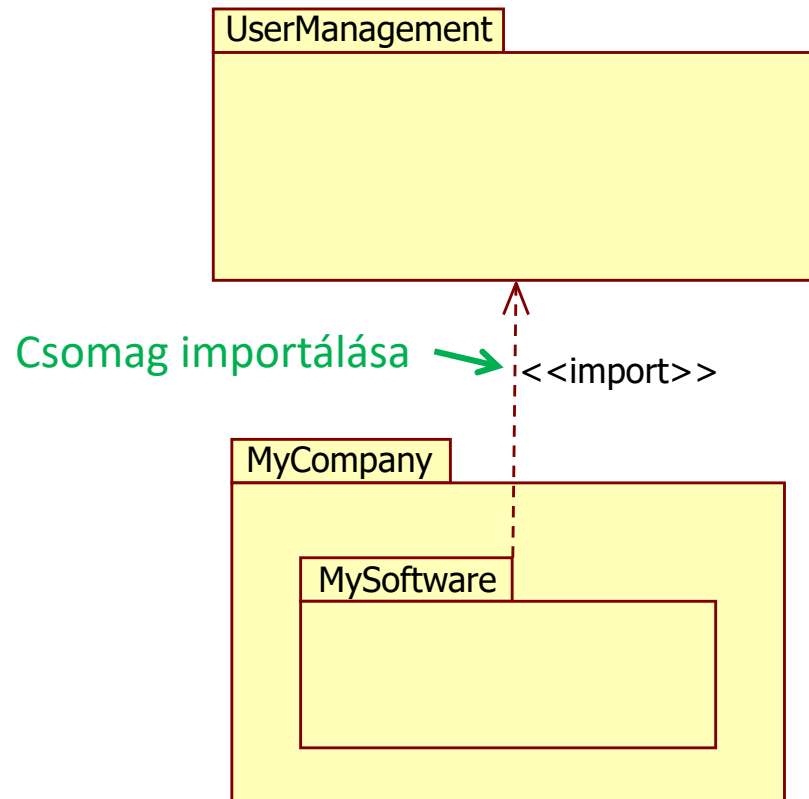 UserManagement
Csomag importálása
<<import>>
MyCompany
MySoftware